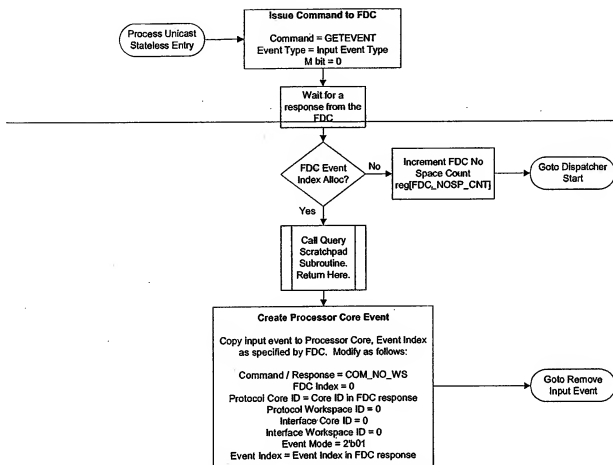 Process Unicast
Stateless Entry
Issue Command to FDC
Command = GETEVENT
Event Type = Input Event Type
M bit = 0
Wait for a
response from the
FDC
FDC Event
Index Alloc?
No
Increment FDC No
Space Count
reg[FDC_NOSP_CNT]
Goto Dispatcher
Start
Yes
Call Query
Scratchpad
Subroutine.
Return Here.
Create Processor Core Event
Copy input event to Processor Core, Event Index
as specified by FDC. Modify as follows:
Command / Response = COM_NO_WS
FDC Index = 0
Protocol Core ID = Core ID in FDC response
Protocol Workspace ID = 0
Interface Core ID = 0
Interface Workspace ID = 0
Event Mode = 2'b01
Event Index = Event Index in FDC response
Goto Remove
Input Event